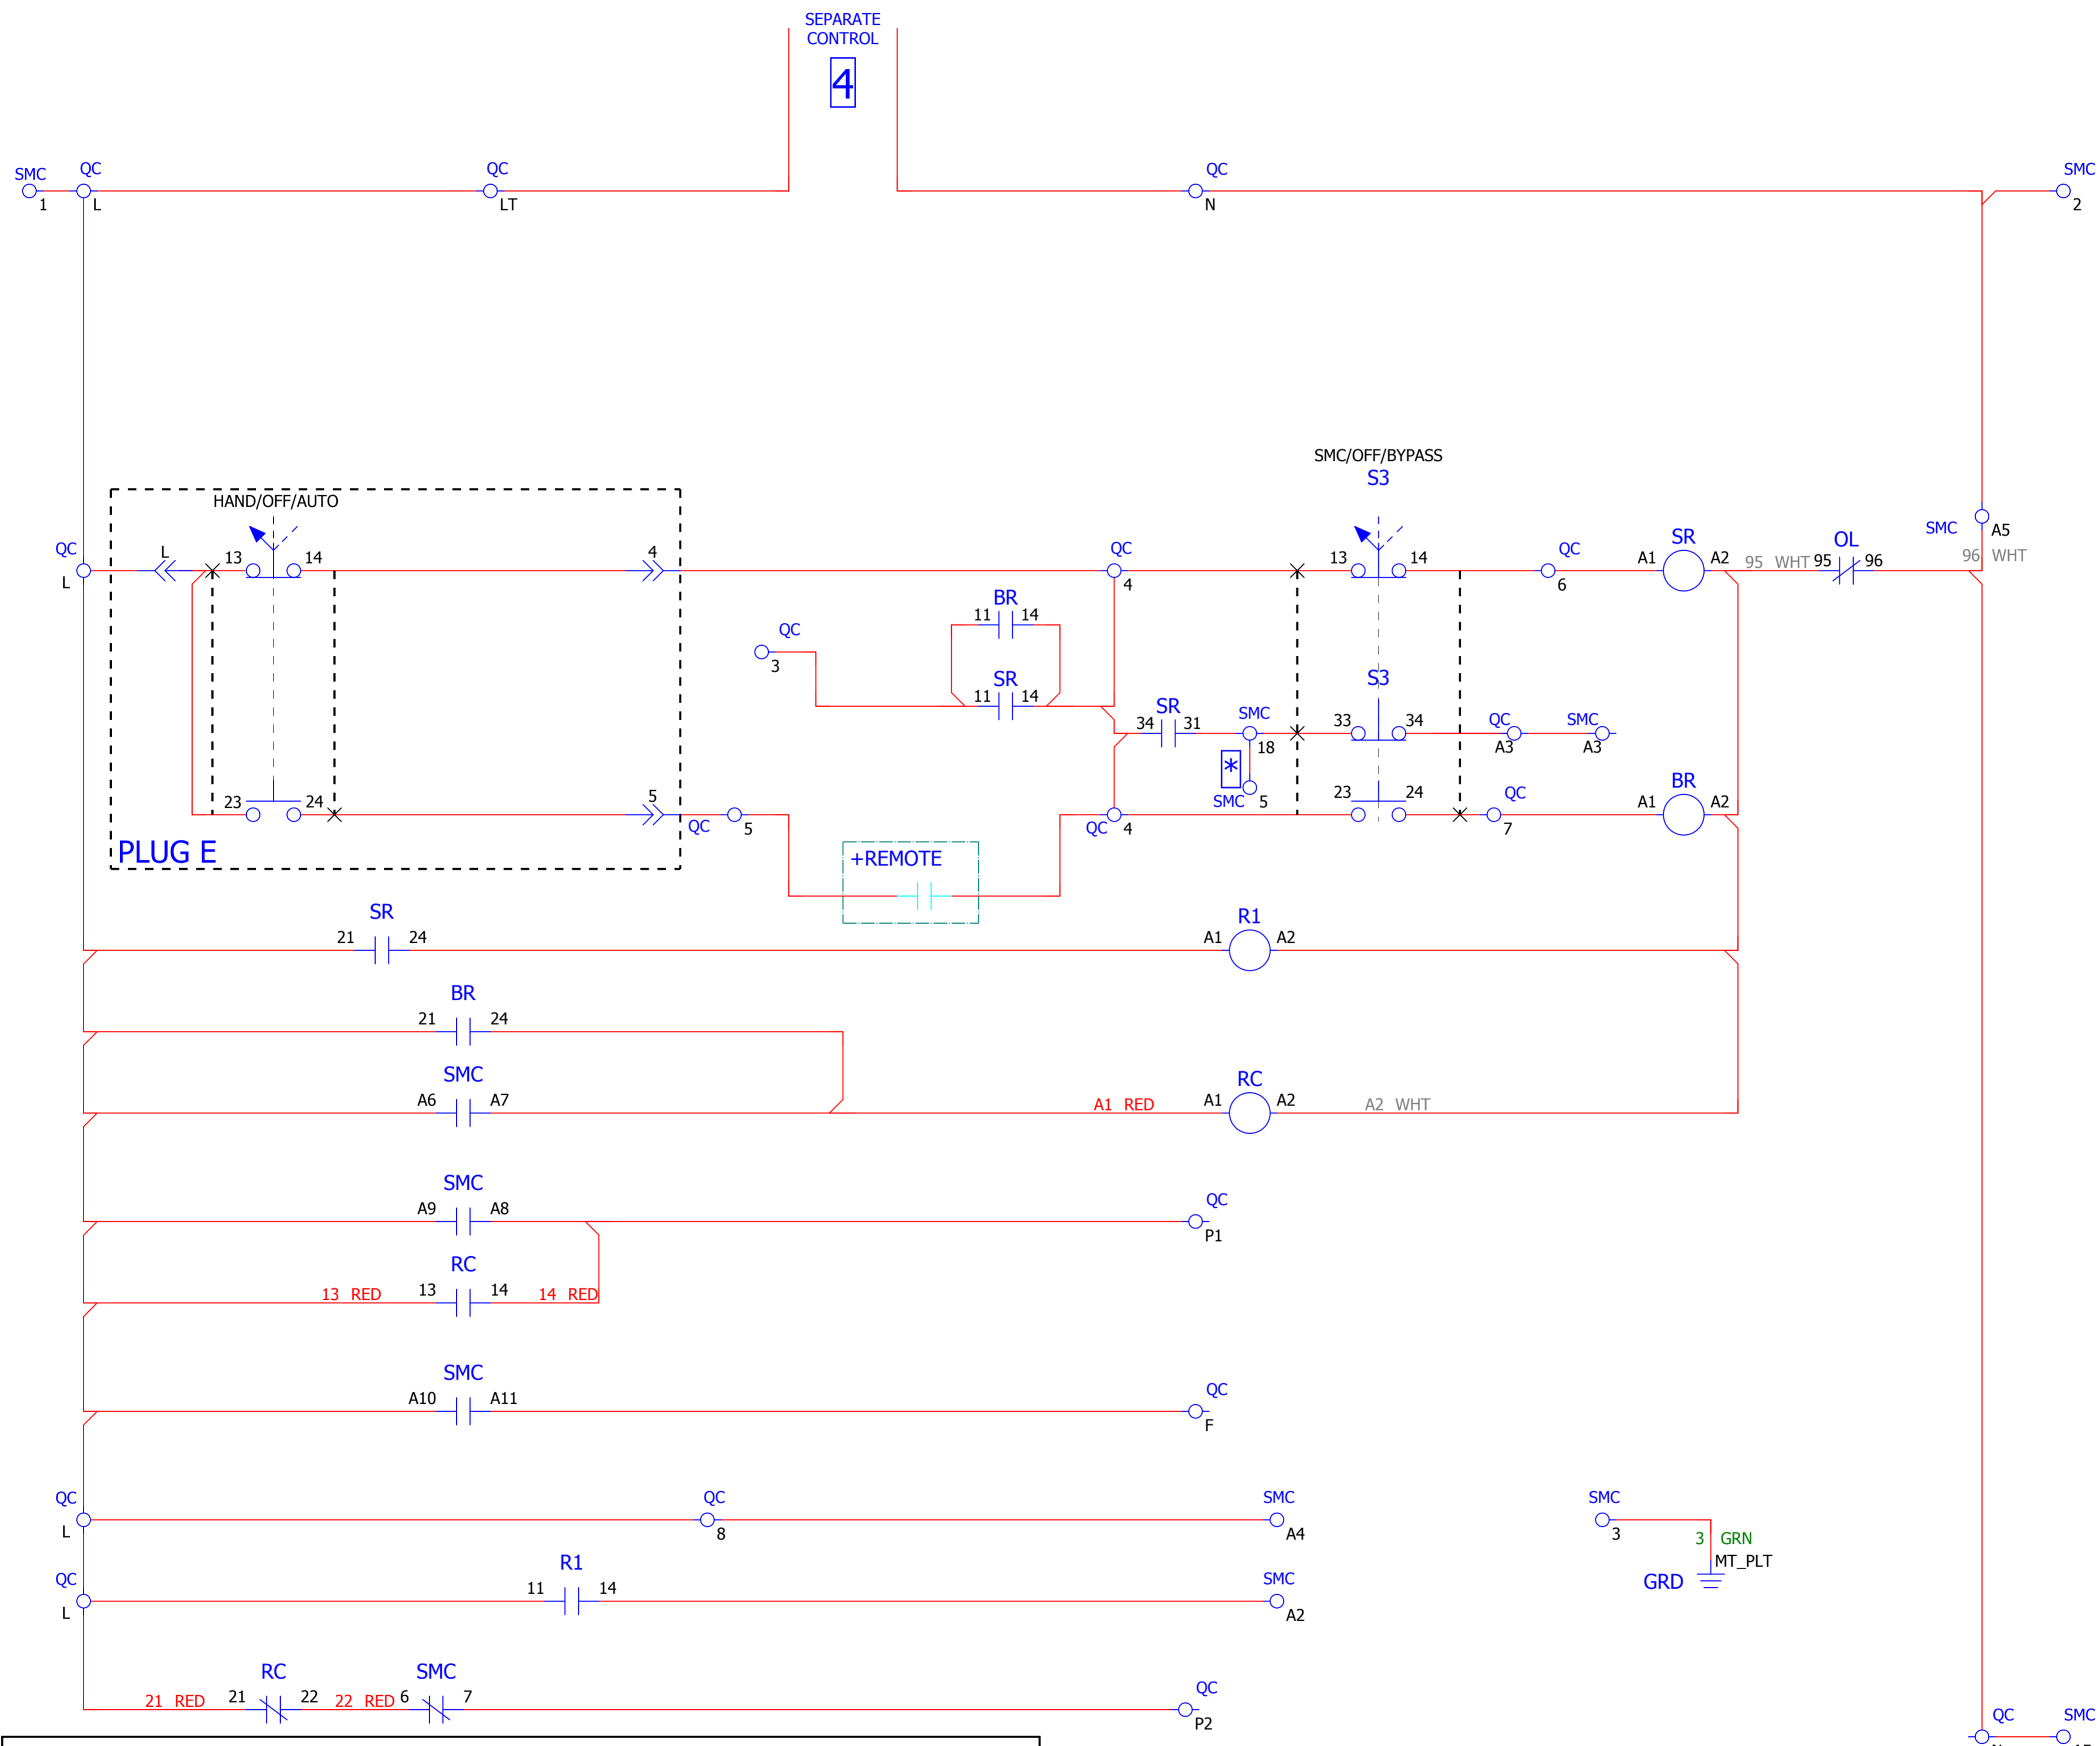 SEPARATE
CONTROL
4
SMC
1
QC
L
QC
LT
QC
N
SMC
2
SMC/OFF/BYPASS
S3
HAND/OFF/AUTO
QC
L
L
13
14
4
QC
4
13
14
QC
6
SR
A1
A2
95 WHT
OL
95
96
SMC
A5
96 WHT
BR
11
14
QC
3
SR
11
14
SR
34
31
SMC
18
S3
33
34
QC
A3
SMC
A3
*
SMC
5
23
24
5
QC
5
QC
4
23
24
QC
7
BR
A1
A2
PLUG E
+REMOTE
SR
21
24
R1
A1
A2
BR
21
24
SMC
A6
A7
A1 RED
RC
A1
A2
A2 WHT
SMC
A9
A8
QC
P1
RC
13 RED
13
14
14 RED
SMC
A10
A11
QC
F
QC
L
QC
8
SMC
A4
SMC
3
3 GRN
MT_PLT
GRD
QC
L
R1
11
14
SMC
A2
RC
21 RED
21
22
22 RED
SMC
6
7
QC
P2
QC
SMC